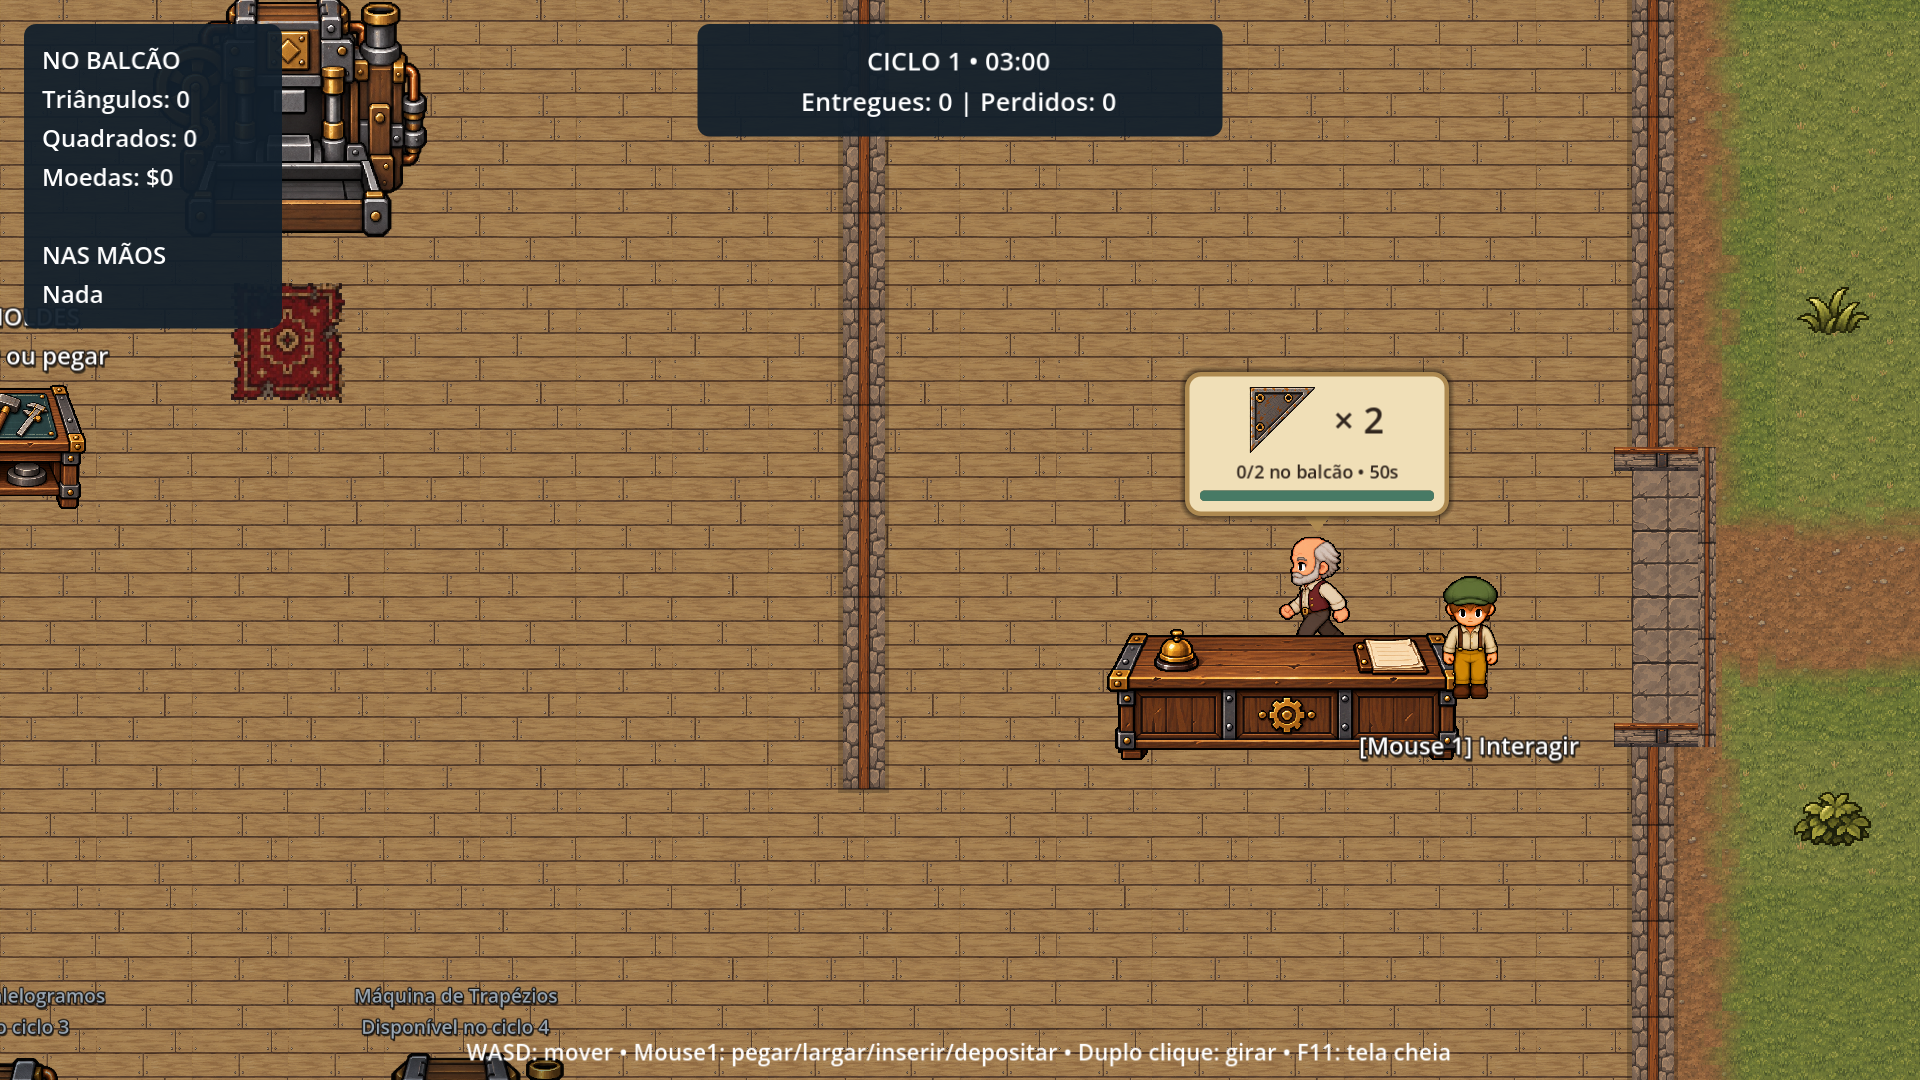 NO BALCÃO
Triângulos: 0
Quadrados: 0
Moedas: $0
NAS MÃOS
Nada
CICLO 1 • 03:00
Entregues: 0 | Perdidos: 0
ou pegar
× 2
0/2 no balcão • 50s
[Mouse 1] Interagir
Máquina de Trapézios
Disponível no ciclo 4
lelogramos
ciclo 3
WASD: mover • Mouse1: pegar/largar/inserir/depositar • Duplo clique: girar • F11: tela cheia